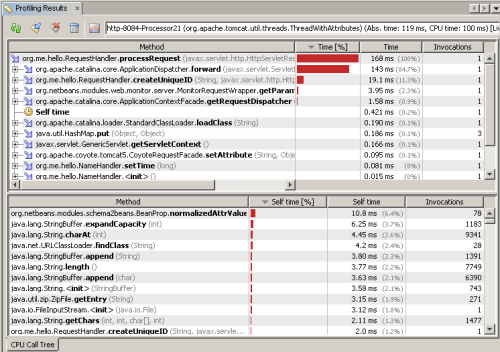 Profiling Results
http-8084-Processor21 (org.apache.tomcat.util.threads.ThreadWithAttributes) (Abs. time: 119 ms, CPU time: 100 ms) [Liv
Method Time [%] Time Invocations
org.me.hello.RequestHandler.processRequest (javax.servlet.http.HttpServletReq 168 ms (100%) 1
org.apache.catalina.core.ApplicationDispatcher.forward (javax.servlet.Servlet 143 ms (84.7%) 1
org.me.hello.RequestHandler.createUniqueID (String, javax.servlet.http.Http 19.1 ms (11.3%) 1
org.netbeans.modules.web.monitor.server.MonitorRequestWrapper.getParam 3.95 ms (2.3%) 1
org.apache.catalina.core.ApplicationContextFacade.getRequestDispatcher ( 1.58 ms (0.9%) 1
Self time 0.421 ms (0.2%) 1
org.apache.catalina.loader.StandardClassLoader.loadClass (String) 0.190 ms (0.1%) 1
java.util.HashMap.put (Object, Object) 0.186 ms (0.1%) 3
javax.servlet.GenericServlet.getServletContext () 0.166 ms (0.1%) 1
org.apache.coyote.tomcat5.CoyoteRequestFacade.setAttribute (String, Object) 0.095 ms (0.1%) 1
org.me.hello.NameHandler.setTime (long) 0.081 ms (0%) 1
org.me.hello.NameHandler.<init> () 0.015 ms (0%) 1
Method Self time [%] Self time Invocations
org.netbeans.modules.schema2beans.BeanProp.normalizedAttrValue 10.8 ms (6.4%) 78
java.lang.StringBuffer.expandCapacity (int) 6.25 ms (3.7%) 1183
java.lang.String.charAt (int) 4.45 ms (2.6%) 9341
java.net.URLClassLoader.findClass (String) 4.2 ms (2.5%) 28
java.lang.StringBuffer.append (String) 3.80 ms (2.3%) 1391
java.lang.String.length () 3.77 ms (2.2%) 7149
java.lang.StringBuffer.append (char) 3.63 ms (2.2%) 6390
java.lang.String.<init> (StringBuffer) 3.58 ms (2.1%) 743
java.util.zip.ZipFile.getEntry (String) 3.15 ms (1.9%) 271
java.io.FileInputStream.<init> (java.io.File) 3.12 ms (1.8%) 1
java.lang.String.getChars (int, int, char[], int) 2.11 ms (1.3%) 1477
org.me.hello.RequestHandler.createUniqueID (String, javax.servle... 2.0 ms (1.2%) 1
CPU Call Tree